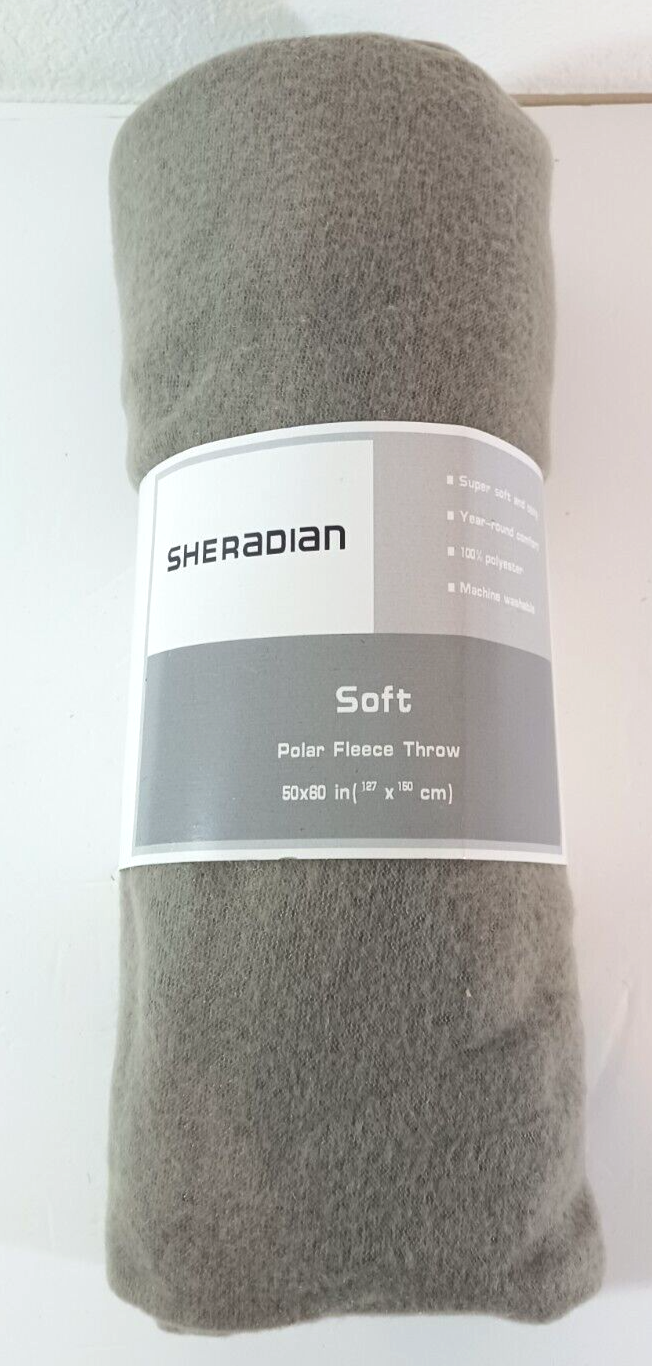 SHERaDIan
■ Super soft and cozy
■ Year-round comfort
■ 100% polyester
■ Machine washable
Soft
Polar Fleece Throw
50x60 in(127 x 150 cm)